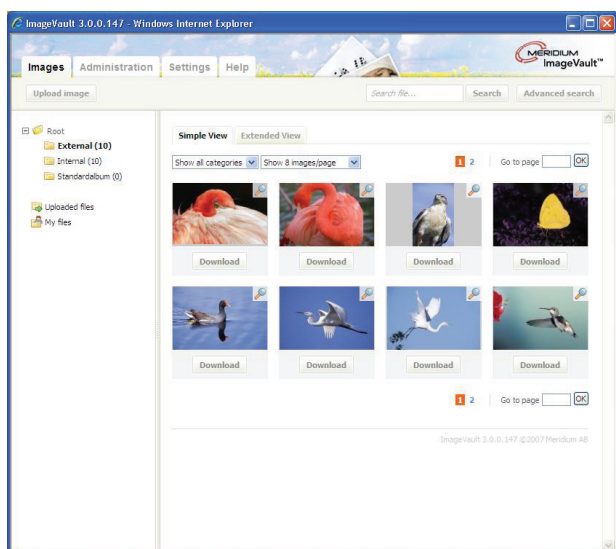 ImageVault 3.0.0.147 - Windows Internet Explorer
MERIDIUM
ImageVault™
Images Administration Settings Help
Upload image Search file... Search Advanced search
Root
External (10)
Internal (10)
Standardalbum (0)
Uploaded files
My files
Simple View Extended View
Show all categories Show 8 images/page 1 2 Go to page OK
Download Download Download Download
Download Download Download Download
1 2 Go to page OK
ImageVault 3.0.0.147 ©2007 Meridium AB